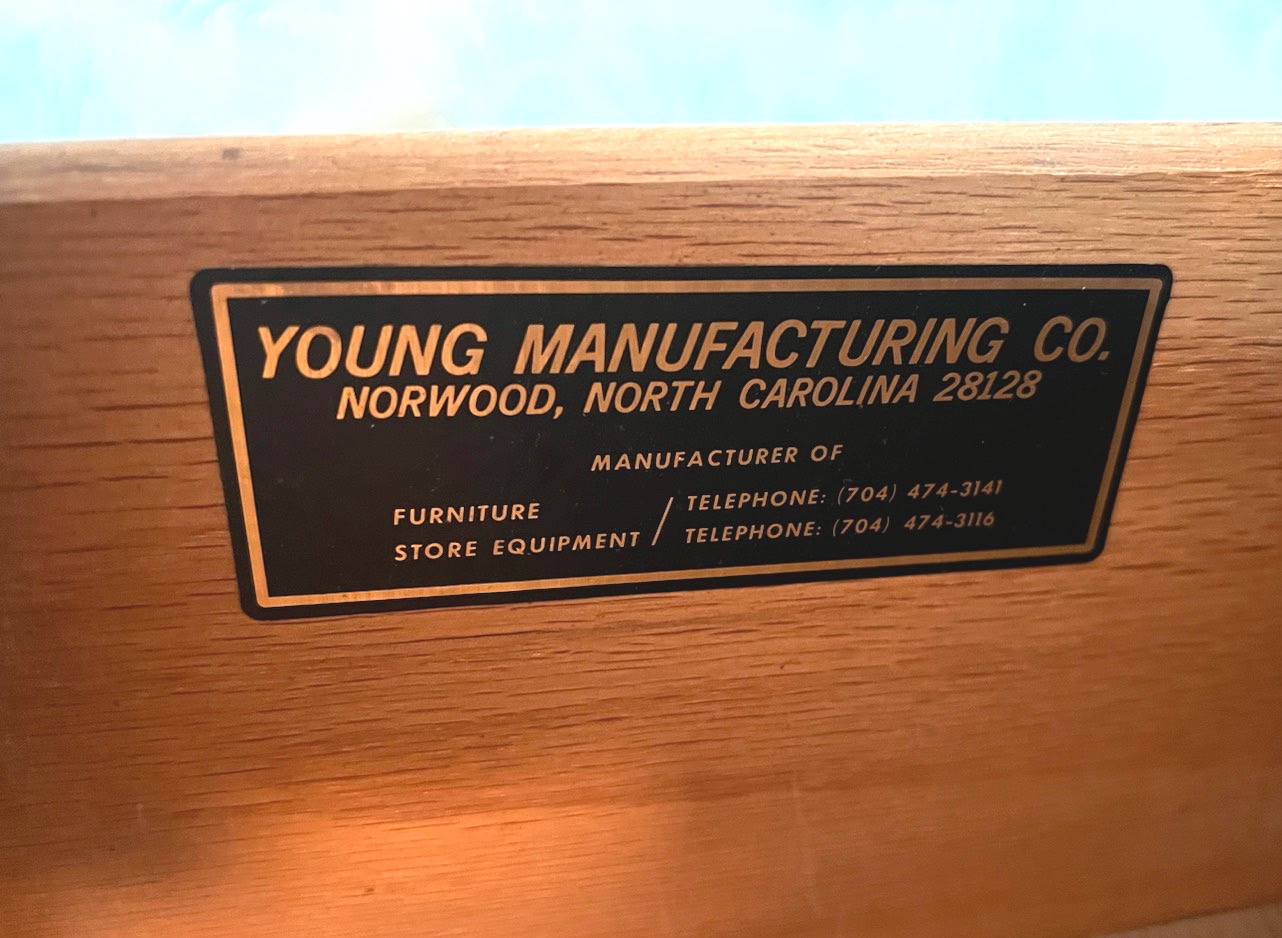 YOUNG MANUFACTURING CO.
NORWOOD, NORTH CAROLINA 28128
MANUFACTURER OF
FURNITURE
STORE EQUIPMENT / TELEPHONE: (704) 474-3141
TELEPHONE: (704) 474-3116